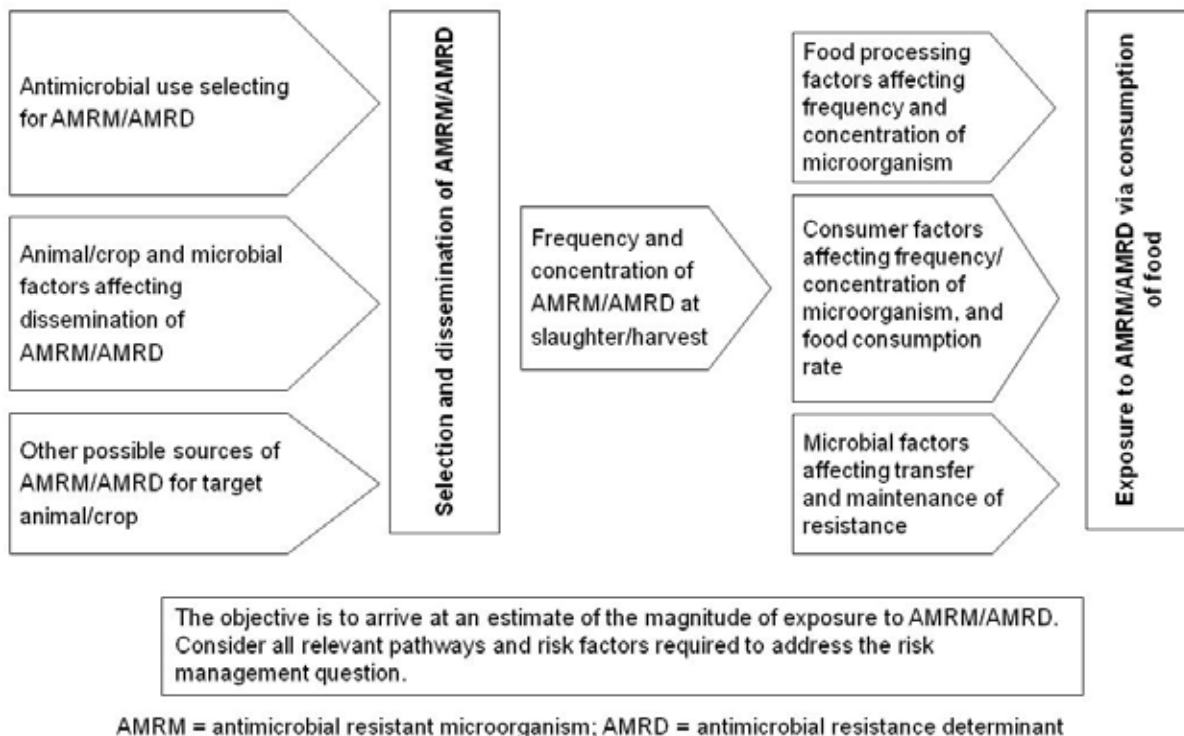 Antimicrobial use selecting
for AMRM/AMRD
Animal/crop and microbial
factors affecting
dissemination of
AMRM/AMRD
Other possible sources of
AMRM/AMRD for target
animal/crop
Selection and dissemination of AMRM/AMRD
Frequency and
concentration of
AMRM/AMRD at
slaughter/harvest
Food processing
factors affecting
frequency and
concentration of
microorganism
Consumer factors
affecting frequency/
concentration of
microorganism, and
food consumption
rate
Microbial factors
affecting transfer
and maintenance of
resistance
Exposure to AMRM/AMRD via consumption
of food
The objective is to arrive at an estimate of the magnitude of exposure to AMRM/AMRD.
Consider all relevant pathways and risk factors required to address the risk
management question.
AMRM = antimicrobial resistant microorganism; AMRD = antimicrobial resistance determinant